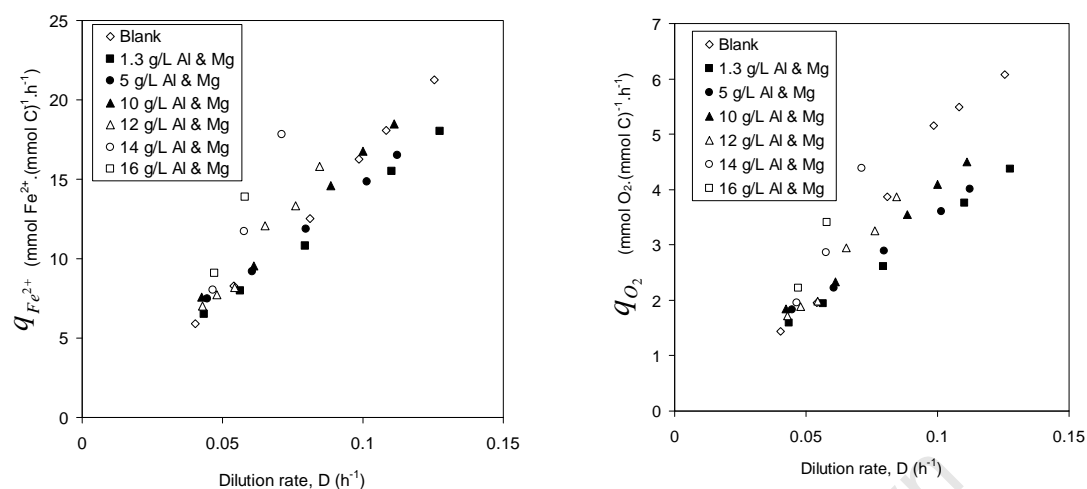 25
20
15
10
5
0
0
0.05
0.1
0.15
Dilution rate, D (h⁻¹)
q Fe²⁺ (mmol Fe²⁺.(mmol C)⁻¹.h⁻¹)
Blank
1.3 g/L Al & Mg
5 g/L Al & Mg
10 g/L Al & Mg
12 g/L Al & Mg
14 g/L Al & Mg
16 g/L Al & Mg
7
6
5
4
3
2
1
0
0
0.05
0.1
0.15
Dilution rate, D (h⁻¹)
q O₂ (mmol O₂.(mmol C)⁻¹.h⁻¹)
Blank
1.3 g/L Al & Mg
5 g/L Al & Mg
10 g/L Al & Mg
12 g/L Al & Mg
14 g/L Al & Mg
16 g/L Al & Mg